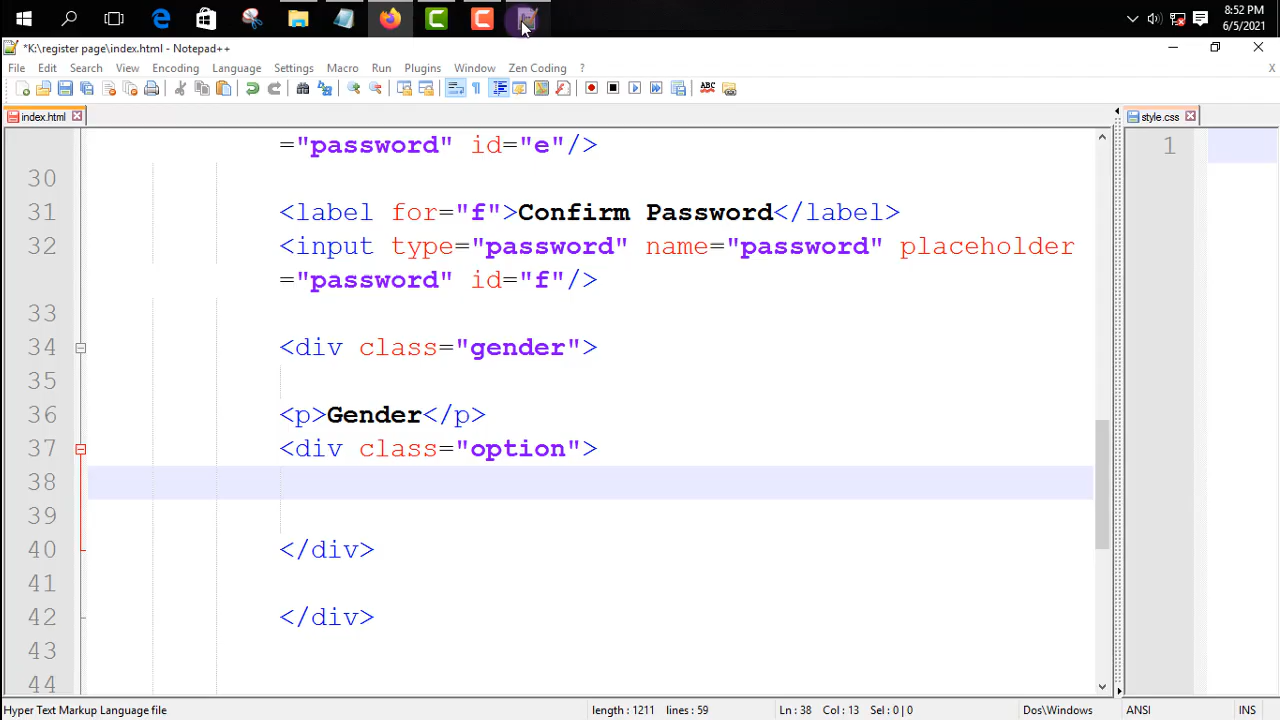 8:52 PM
6/5/2021
*K:\register page\index.html - Notepad++
File Edit Search View Encoding Language Settings Macro Run Plugins Window Zen Coding ? X
ABC
index.html
style.css
="password" id="e"/>
1
30
31 <label for="f">Confirm Password</label>
32 <input type="password" name="password" placeholder
="password" id="f"/>
33
34 <div class="gender">
35
36 <p>Gender</p>
37 <div class="option">
38
39
40 </div>
41
42 </div>
43
44
Hyper Text Markup Language file length : 1211 lines : 59 Ln : 38 Col : 13 Sel : 0 | 0 Dos\Windows ANSI INS